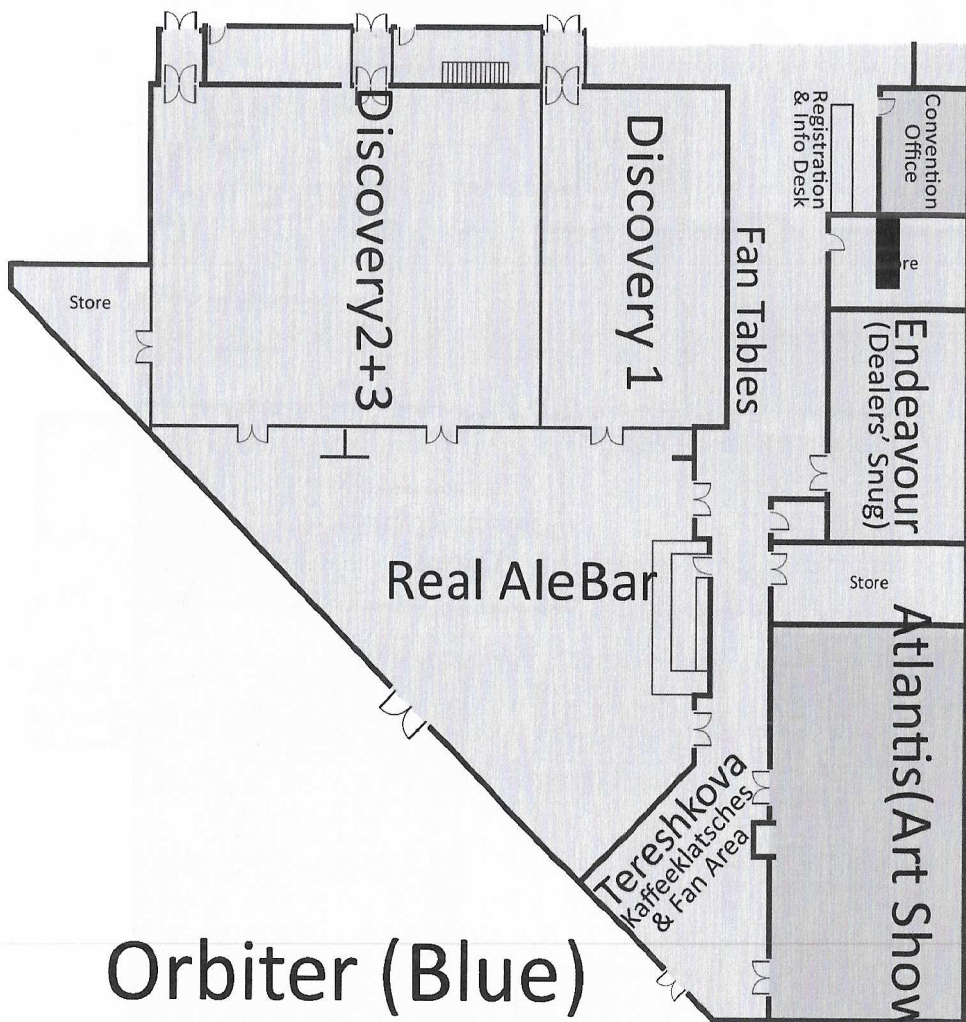 Registration
& Info Desk
Convention
Office
Discovery2+3
Discovery 1
Fan Tables
Store
Endeavour
(Dealers' Snug)
Real AleBar
Store
Atlantis(Art Show
Tereshkova
Kaffeeklatsches
& Fan Area
Orbiter (Blue)